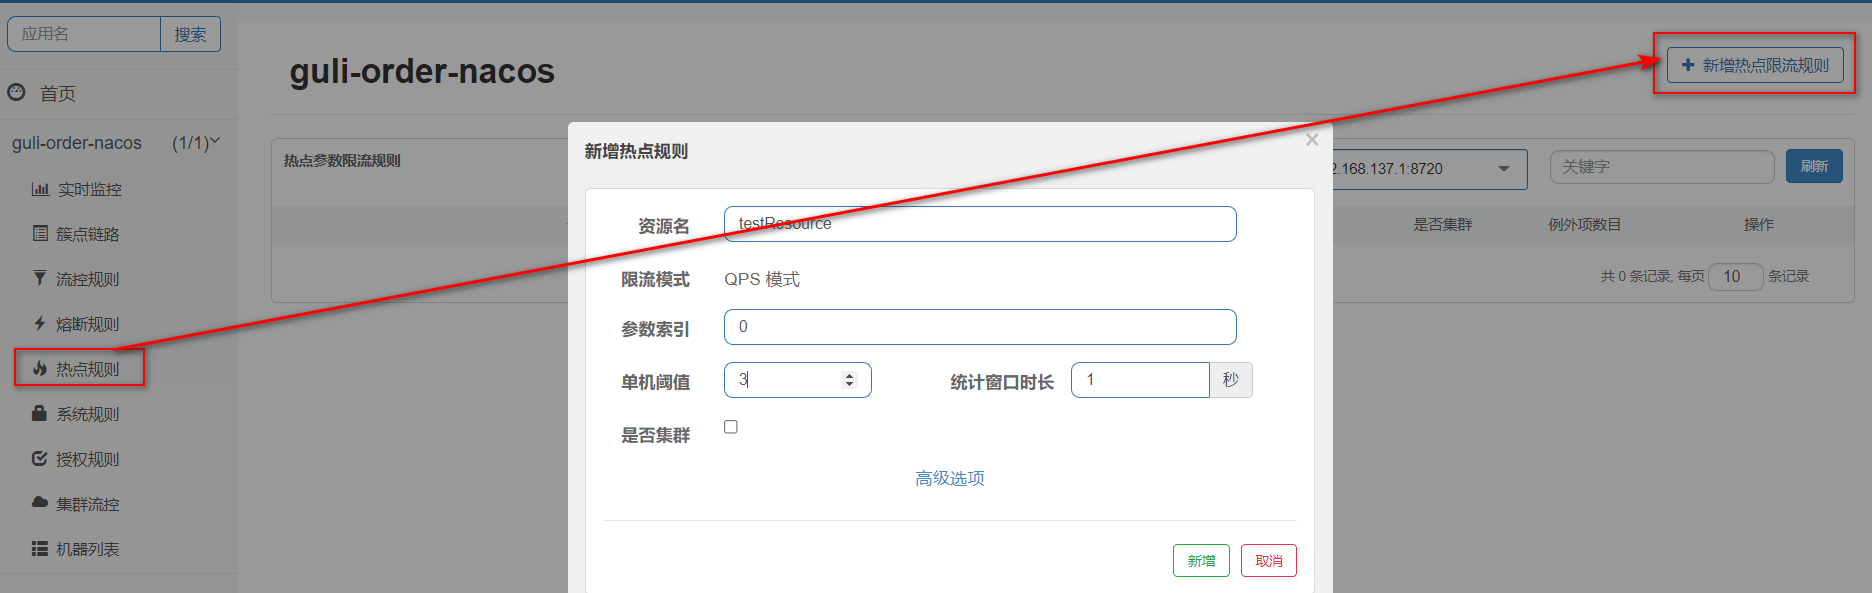 应用名 搜索
首页
guli-order-nacos (1/1)
实时监控
簇点链路
流控规则
熔断规则
热点规则
系统规则
授权规则
集群流控
机器列表
guli-order-nacos
新增热点限流规则
热点参数限流规则
2.168.137.1:8720 关键字 刷新
是否集群 例外项数目 操作
共 0 条记录, 每页 10 条记录
新增热点规则
×
资源名 testResource
限流模式 QPS 模式
参数索引 0
单机阈值 3 统计窗口时长 1 秒
是否集群
高级选项
新增 取消